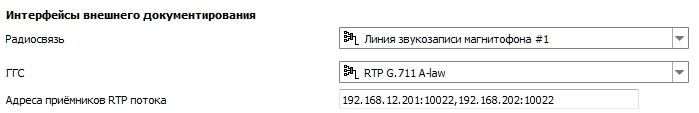 Интерфейсы внешнего документирования
Радиосвязь
Линия звукозаписи магнитофона #1
ГГС
RTP G.711 A-law
Адреса приёмников RTP потока
192.168.12.201:10022,192.168.202:10022